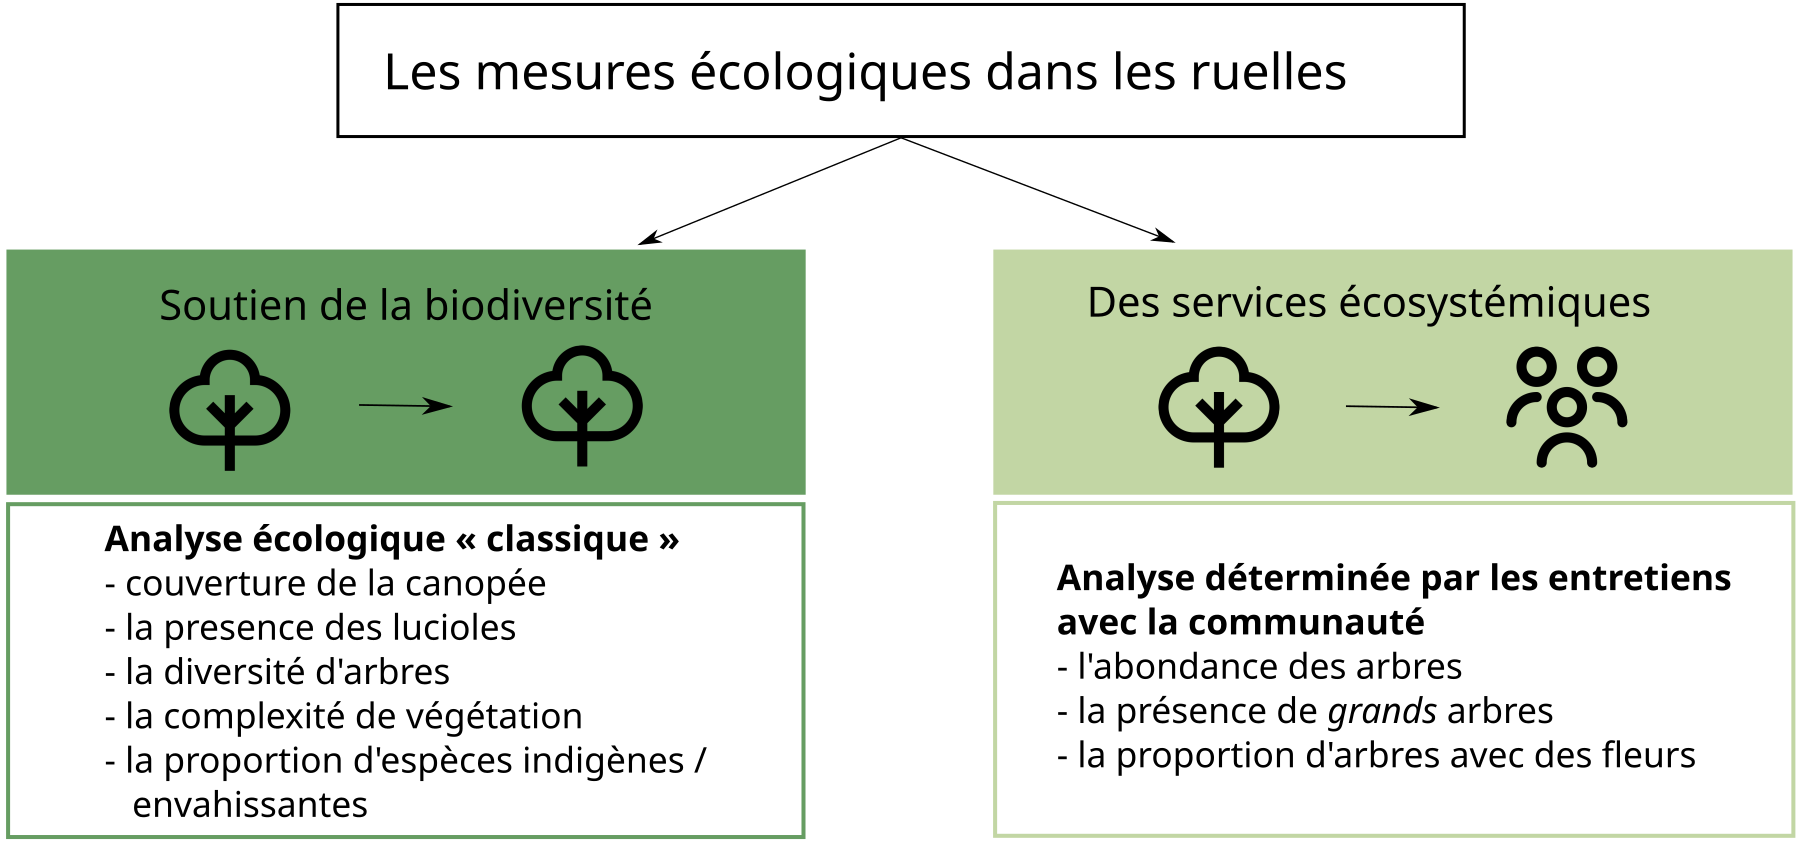 Les mesures écologiques dans les ruelles
Soutien de la biodiversité
Analyse écologique « classique »
- couverture de la canopée
- la presence des lucioles
- la diversité d'arbres
- la complexité de végétation
- la proportion d'espèces indigènes /
envahissantes
Des services écosystémiques
Analyse déterminée par les entretiens
avec la communauté
- l'abondance des arbres
- la présence de grands arbres
- la proportion d'arbres avec des fleurs